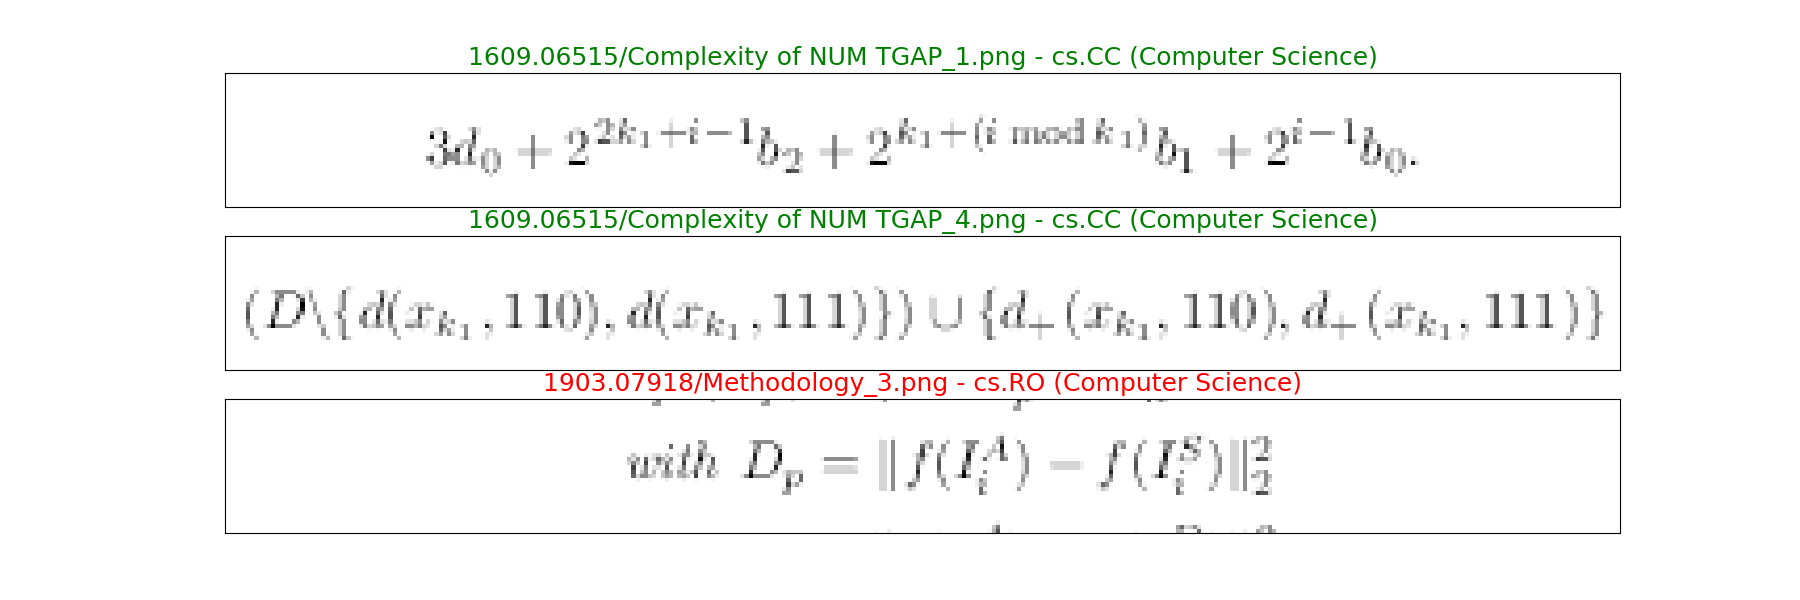 1609.06515/Complexity of NUM TGAP_1.png - cs.CC (Computer Science)
3d_0 + 2^{2k_1+i-1}b_2 + 2^{k_1+(i mod k_1)}b_1 + 2^{i-1}b_0.
1609.06515/Complexity of NUM TGAP_4.png - cs.CC (Computer Science)
(D\{d(x_{k_1}, 110), d(x_{k_1}, 111)}) ∪ {d_+(x_{k_1}, 110), d_+(x_{k_1}, 111)}
1903.07918/Methodology_3.png - cs.RO (Computer Science)
with D_p = ‖f(I_i^A) − f(I_i^S)‖_2^2